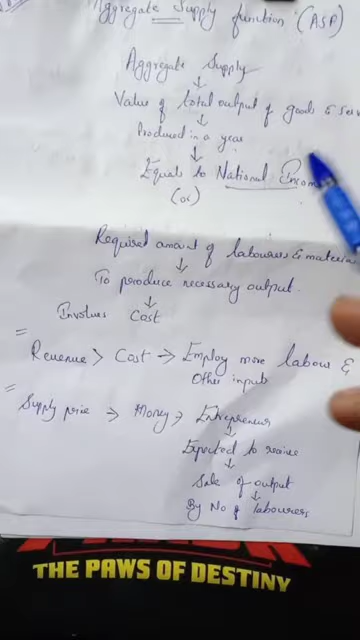 Aggregate Supply function (ASP)
Aggregate Supply
↓
Value of total output of goods & ser
↓
Produced in a year
↓
Equals to National Incom
(or)
Required amount of labourers & materia
↓
To produce necessary output.
↓
Involves Cost
=
Revenue > Cost → Employ more labour &
Other inputs
=
Supply price → Money → Entrepreneur
↓
Expected to receive
↓
Sale of output
↓
By No of labourers
THE PAWS OF DESTINY